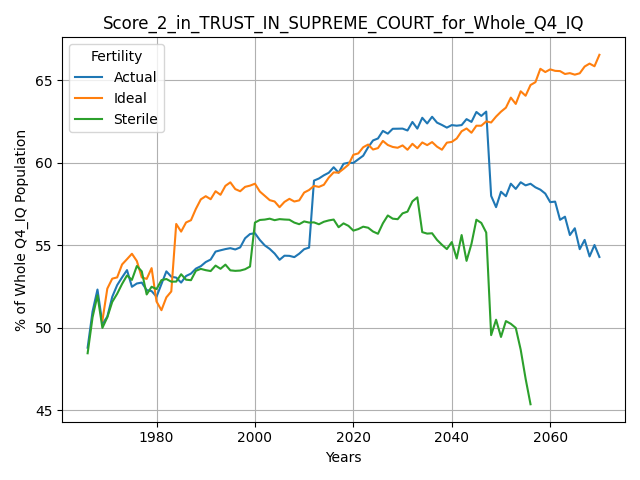 Score_2_in_TRUST_IN_SUPREME_COURT_for_Whole_Q4_IQ
Fertility
Actual
Ideal
Sterile
% of Whole Q4_IQ Population
65
60
55
50
45
1980
2000
2020
2040
2060
Years